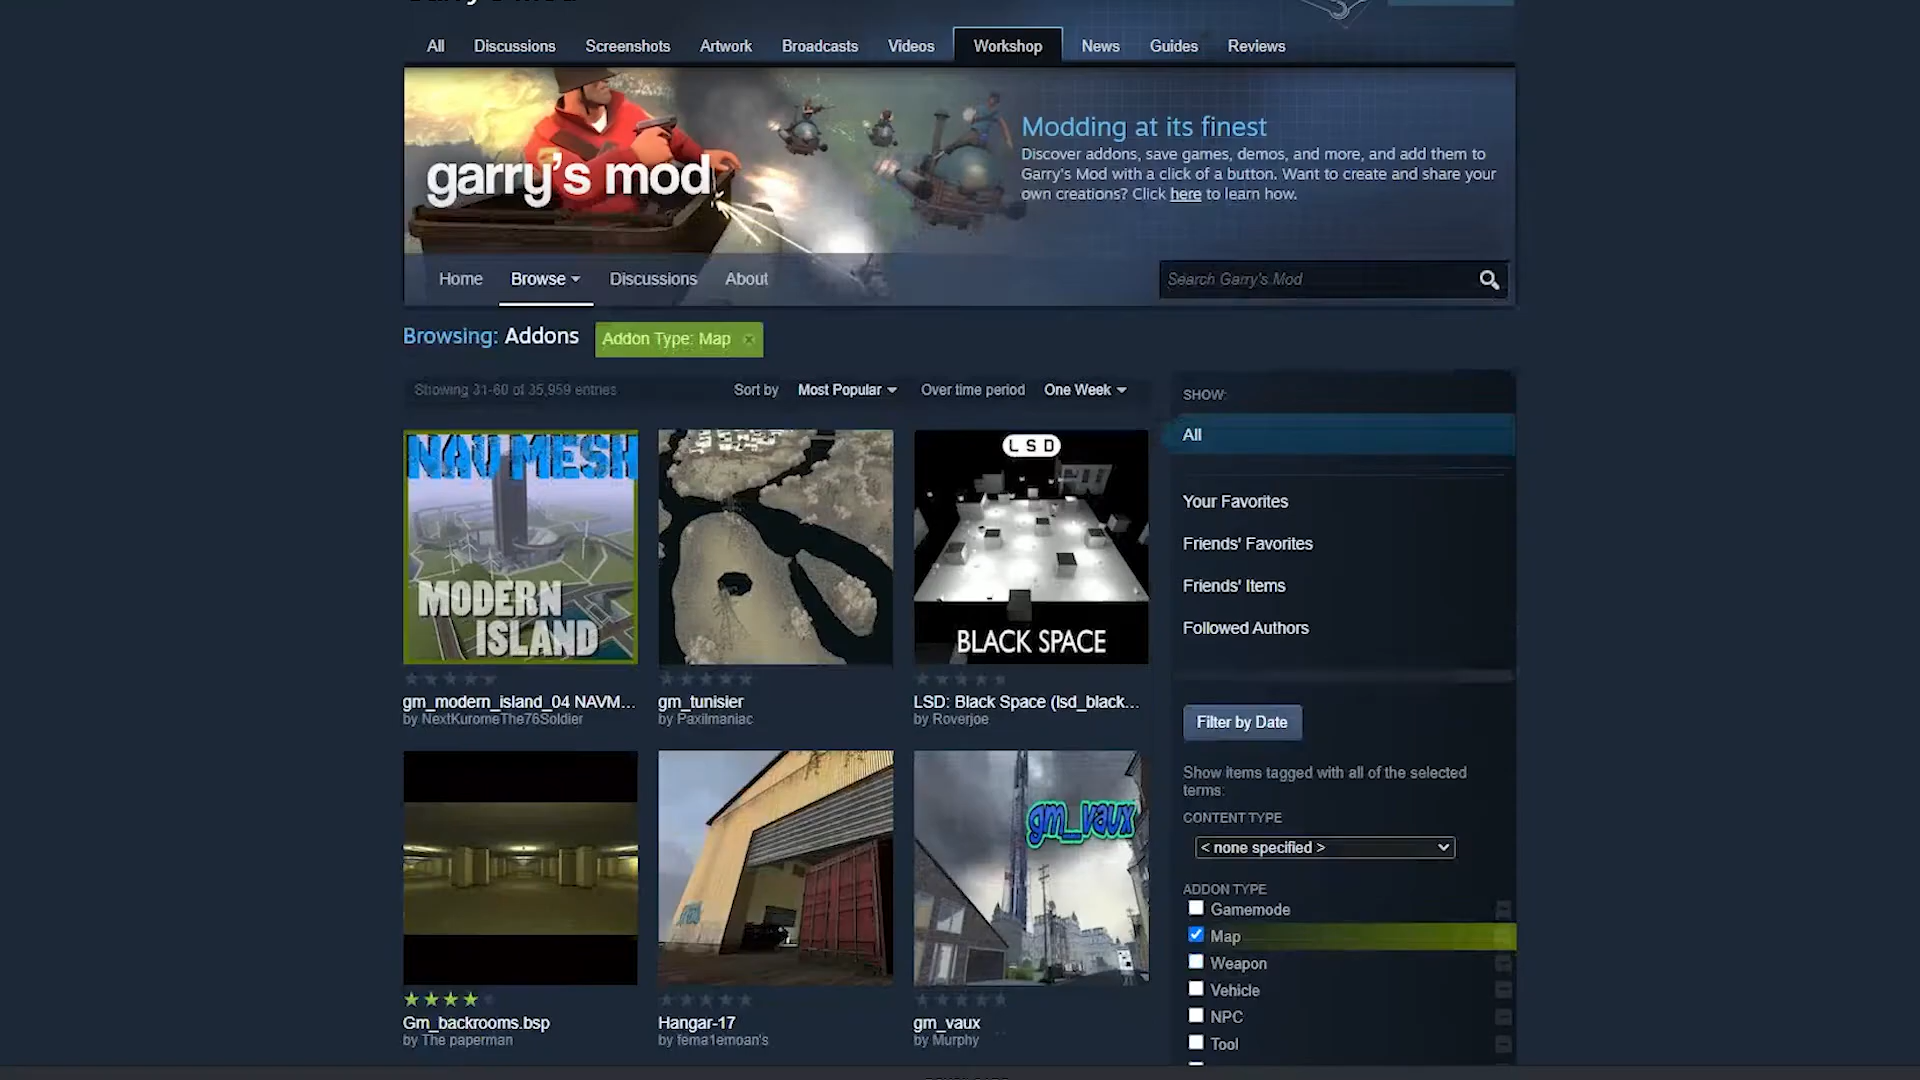 All Discussions Screenshots Artwork Broadcasts Videos Workshop News Guides Reviews
garry's mod
Modding at its finest
Discover addons, save games, demos, and more, and add them to
Garry's Mod with a click of a button. Want to create and share your
own creations? Click here to learn how.
Home Browse Discussions About
Search Garry's Mod
Browsing: Addons Addon Type: Map
Showing 31-60 of 35,959 entries
Sort by Most Popular Over time period One Week
NAV MESH
MODERN
ISLAND
LSD
BLACK SPACE
gm_modern_island_04 NAVM...
by NextKuromeThe76Soldier
gm_tunisier
by Paxilmaniac
LSD: Black Space (lsd_black...
by Roverjoe
gm_vaux
Gm_backrooms.bsp
by The paperman
Hangar-17
by fema1emoan's
gm_vaux
by Murphy
SHOW:
All
Your Favorites
Friends' Favorites
Friends' Items
Followed Authors
Filter by Date
Show items tagged with all of the selected
terms:
CONTENT TYPE
< none specified >
ADDON TYPE
Gamemode
Map
Weapon
Vehicle
NPC
Tool